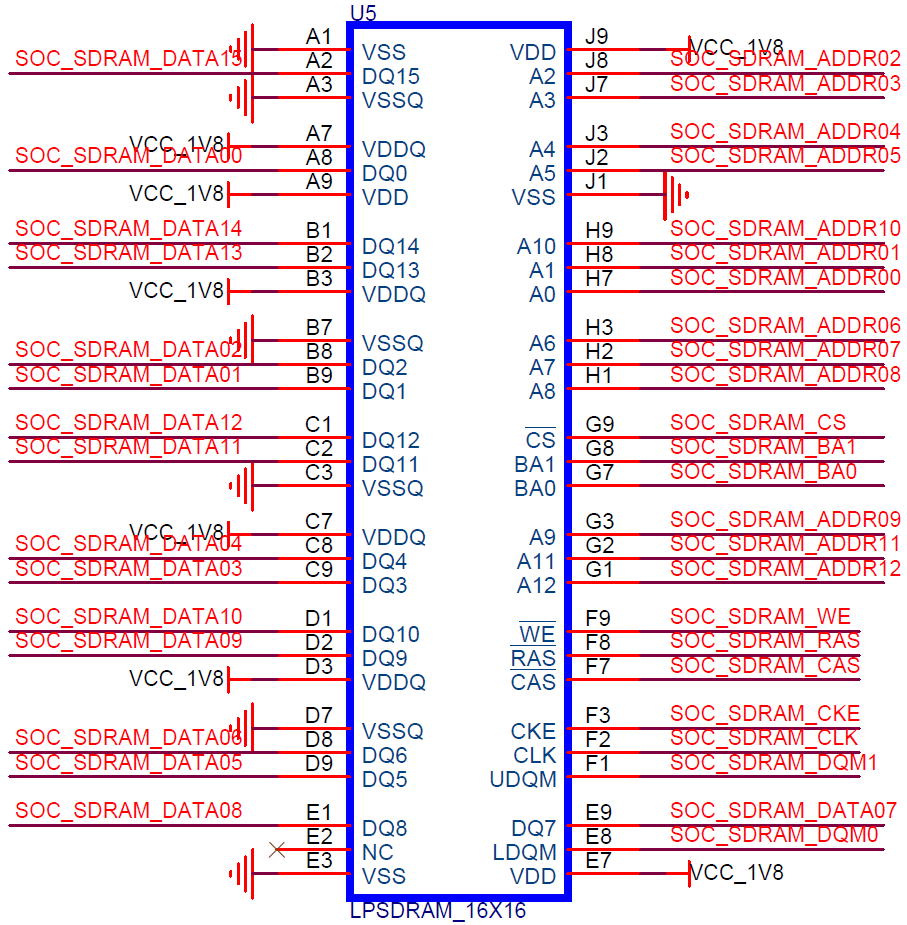 U5
A1 VSS VDD J9 VCC_1V8
SOC_SDRAM_DATA15 A2 DQ15 A2 J8 SOC_SDRAM_ADDR02
A3 VSSQ A3 J7 SOC_SDRAM_ADDR03
VCC_1V8 A7 VDDQ A4 J3 SOC_SDRAM_ADDR04
SOC_SDRAM_DATA00 A8 DQ0 A5 J2 SOC_SDRAM_ADDR05
VCC_1V8 A9 VDD VSS J1
SOC_SDRAM_DATA14 B1 DQ14 A10 H9 SOC_SDRAM_ADDR10
SOC_SDRAM_DATA13 B2 DQ13 A1 H8 SOC_SDRAM_ADDR01
VCC_1V8 B3 VDDQ A0 H7 SOC_SDRAM_ADDR00
B7 VSSQ A6 H3 SOC_SDRAM_ADDR06
SOC_SDRAM_DATA02 B8 DQ2 A7 H2 SOC_SDRAM_ADDR07
SOC_SDRAM_DATA01 B9 DQ1 A8 H1 SOC_SDRAM_ADDR08
SOC_SDRAM_DATA12 C1 DQ12 CS G9 SOC_SDRAM_CS
SOC_SDRAM_DATA11 C2 DQ11 BA1 G8 SOC_SDRAM_BA1
C3 VSSQ BA0 G7 SOC_SDRAM_BA0
VCC_1V8 C7 VDDQ A9 G3 SOC_SDRAM_ADDR09
SOC_SDRAM_DATA04 C8 DQ4 A11 G2 SOC_SDRAM_ADDR11
SOC_SDRAM_DATA03 C9 DQ3 A12 G1 SOC_SDRAM_ADDR12
SOC_SDRAM_DATA10 D1 DQ10 WE F9 SOC_SDRAM_WE
SOC_SDRAM_DATA09 D2 DQ9 RAS F8 SOC_SDRAM_RAS
VCC_1V8 D3 VDDQ CAS F7 SOC_SDRAM_CAS
D7 VSSQ CKE F3 SOC_SDRAM_CKE
SOC_SDRAM_DATA06 D8 DQ6 CLK F2 SOC_SDRAM_CLK
SOC_SDRAM_DATA05 D9 DQ5 UDQM F1 SOC_SDRAM_DQM1
SOC_SDRAM_DATA08 E1 DQ8 DQ7 E9 SOC_SDRAM_DATA07
E2 NC LDQM E8 SOC_SDRAM_DQM0
E3 VSS VDD E7 VCC_1V8
LPSDRAM_16X16